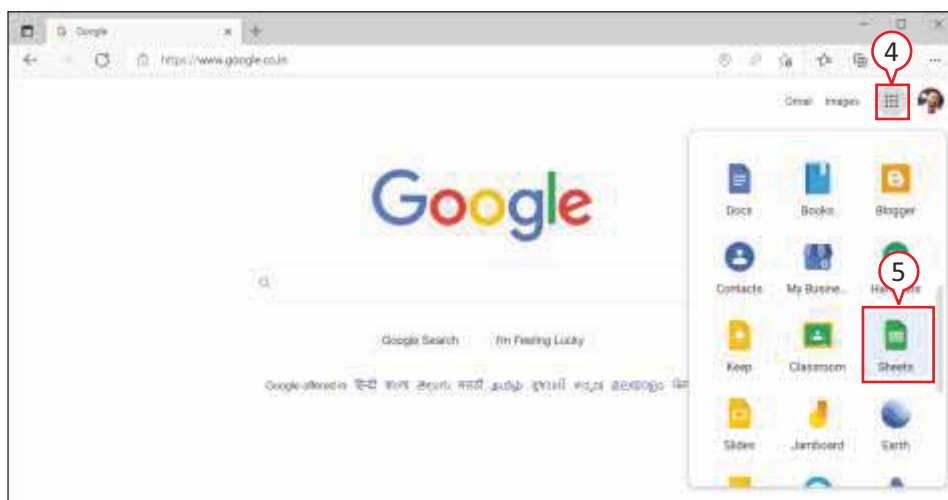 Google
https://www.google.co.in
4
Gmail Images
Google
Docs Books Blogger
5
Contacts My Busine..
Keep Classroom Sheets
Google Search I'm Feeling Lucky
Google offered in हिन्दी বাংলা తెలుగు मराठी தமிழ் ગુજરાતી ಕನ್ನಡ മലയാളം
Slides Jamboard Earth